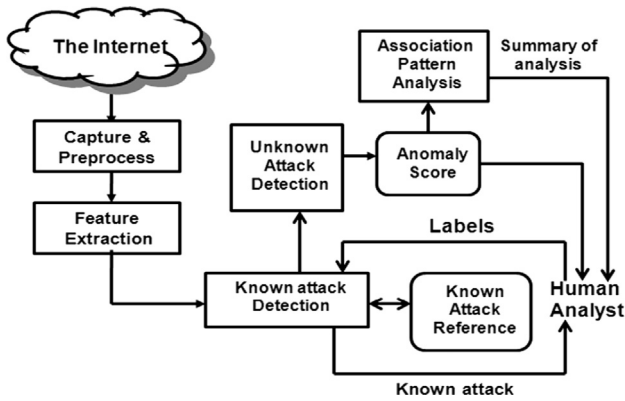 The Internet
Capture &
Preprocess
Feature
Extraction
Association
Pattern
Analysis
Summary of
analysis
Unknown
Attack
Detection
Anomaly
Score
Labels
Known attack
Detection
Known
Attack
Reference
Human
Analyst
Known attack